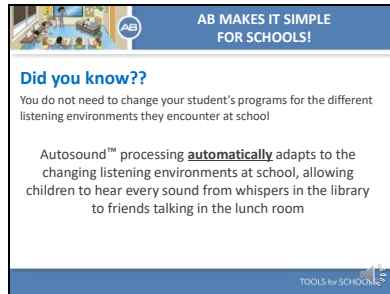 AB
AB MAKES IT SIMPLE
FOR SCHOOLS!
Did you know??
You do not need to change your student's programs for the different
listening environments they encounter at school
Autosound™ processing automatically adapts to the
changing listening environments at school, allowing
children to hear every sound from whispers in the library
to friends talking in the lunch room
TOOLS for SCHOOLS